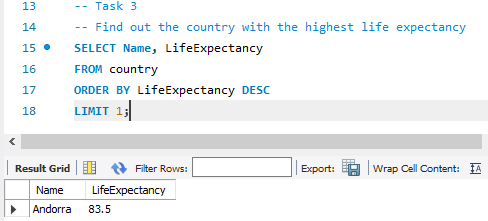 13 -- Task 3
14 -- Find out the country with the highest life expectancy
15 SELECT Name, LifeExpectancy
16 FROM country
17 ORDER BY LifeExpectancy DESC
18 LIMIT 1;
Result Grid Filter Rows: Export: Wrap Cell Content: IA
Name LifeExpectancy
Andorra 83.5